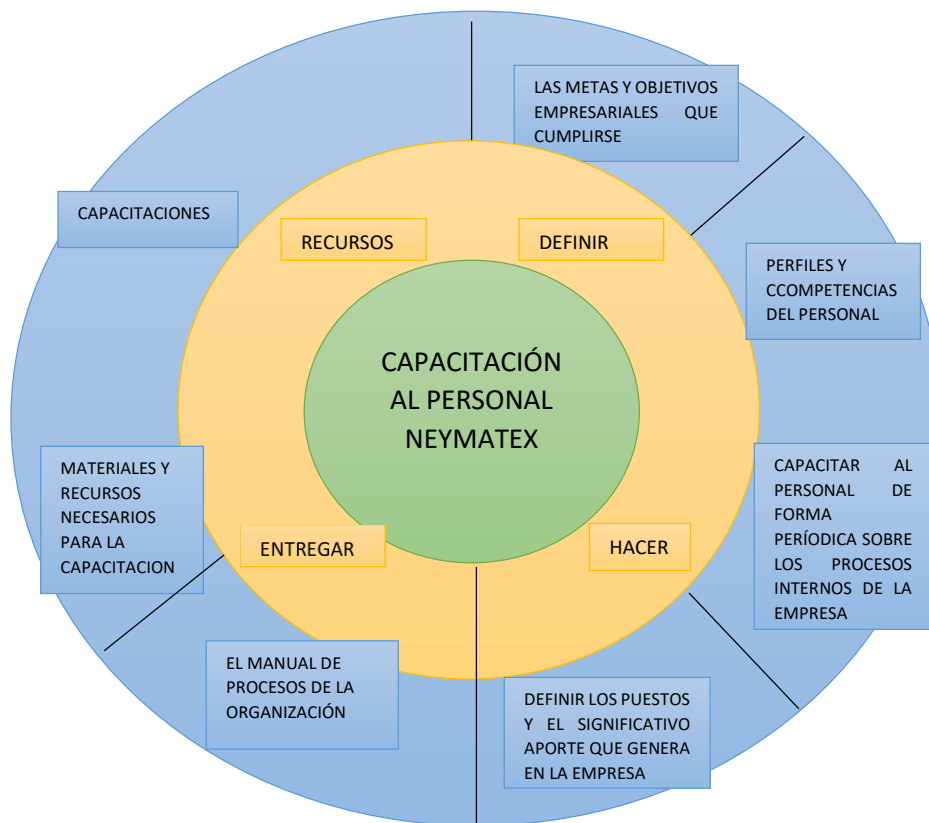 LAS METAS Y OBJETIVOS
EMPRESARIALES QUE
CUMPLIRSE
CAPACITACIONES
RECURSOS
DEFINIR
PERFILES Y
CCOMPETENCIAS
DEL PERSONAL
CAPACITACIÓN
AL PERSONAL
NEYMATEX
MATERIALES Y
RECURSOS
NECESARIOS
PARA LA
CAPACITACION
ENTREGAR
HACER
CAPACITAR AL
PERSONAL DE
FORMA
PERÍODICA SOBRE
LOS PROCESOS
INTERNOS DE LA
EMPRESA
EL MANUAL DE
PROCESOS DE LA
ORGANIZACIÓN
DEFINIR LOS PUESTOS
Y EL SIGNIFICATIVO
APORTE QUE GENERA
EN LA EMPRESA